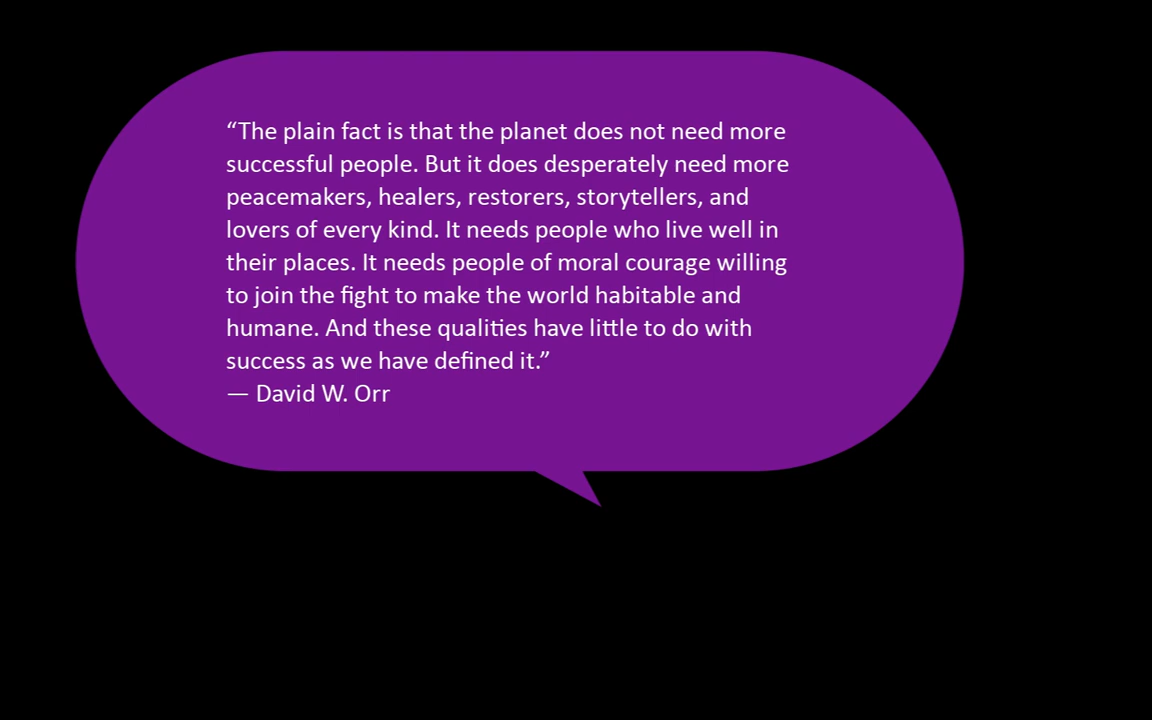 “The plain fact is that the planet does not need more
successful people. But it does desperately need more
peacemakers, healers, restorers, storytellers, and
lovers of every kind. It needs people who live well in
their places. It needs people of moral courage willing
to join the fight to make the world habitable and
humane. And these qualities have little to do with
success as we have defined it.”
— David W. Orr